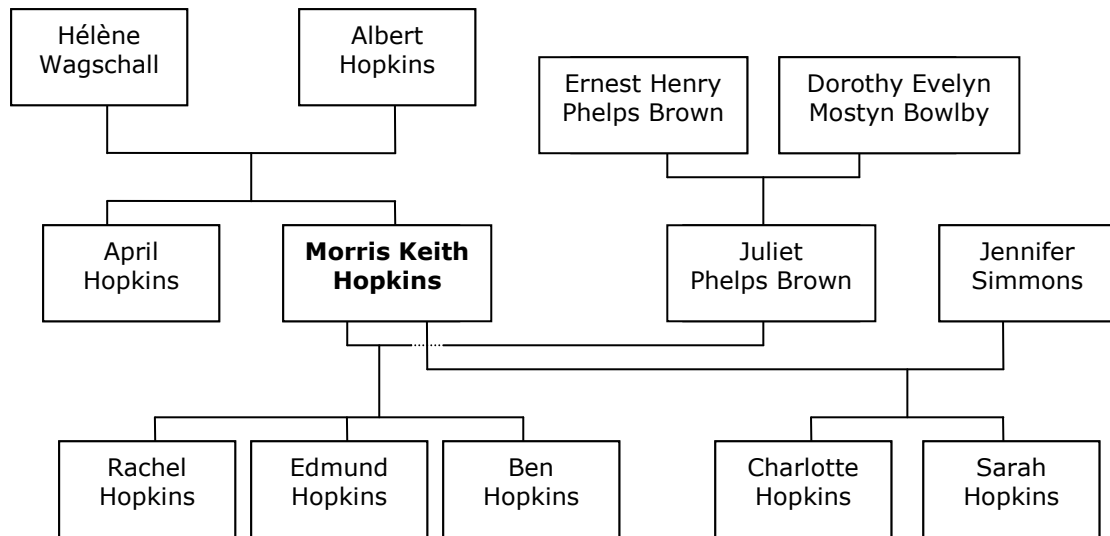 Hélène
Wagschall
Albert
Hopkins
Ernest Henry
Phelps Brown
Dorothy Evelyn
Mostyn Bowlby
April
Hopkins
Morris Keith
Hopkins
Juliet
Phelps Brown
Jennifer
Simmons
Rachel
Hopkins
Edmund
Hopkins
Ben
Hopkins
Charlotte
Hopkins
Sarah
Hopkins